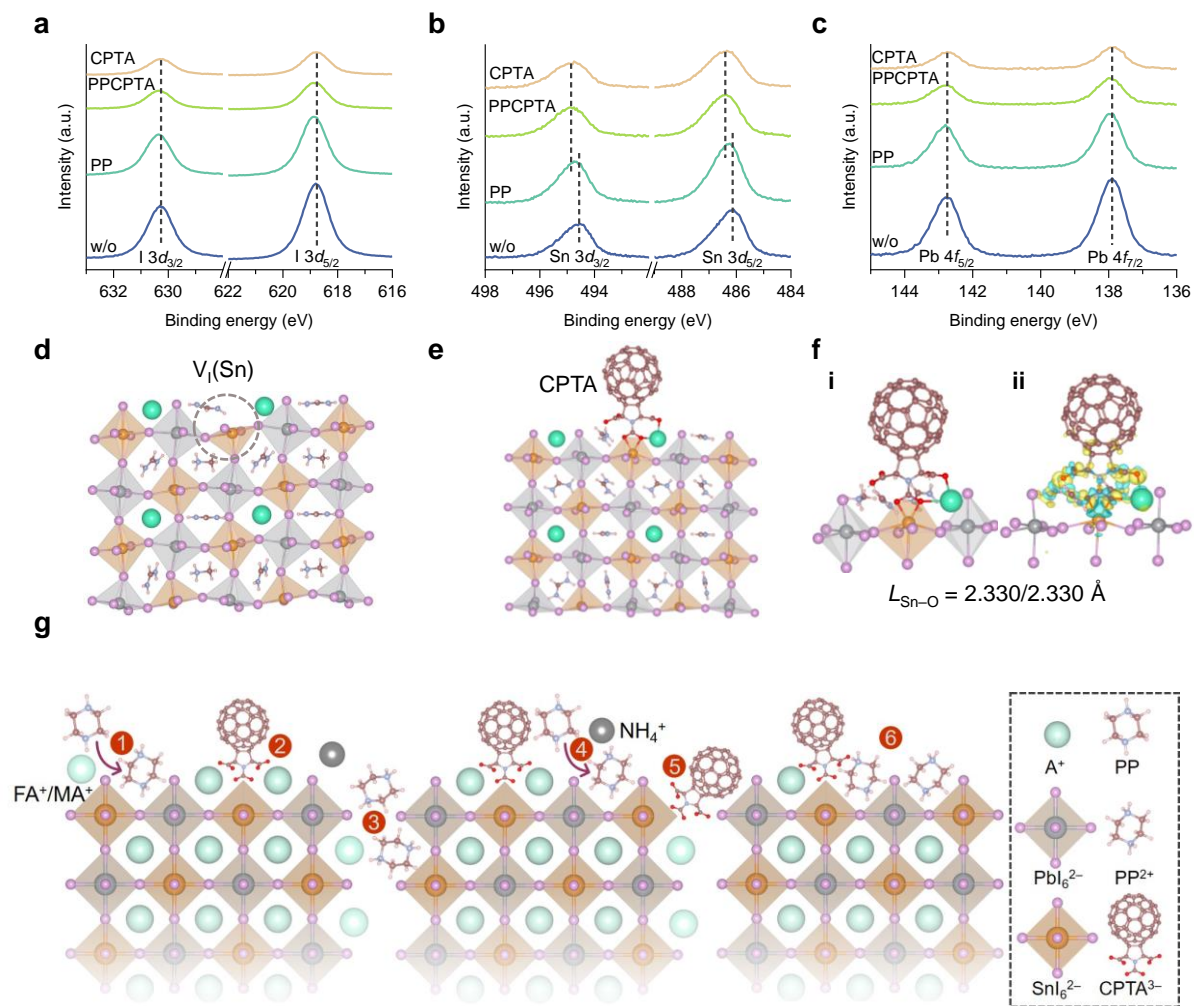 a
CPTA
PPCPTA
PP
w/o
I 3d3/2
I 3d5/2
Intensity (a.u.)
632 630 622 620 618 616
Binding energy (eV)
b
CPTA
PPCPTA
PP
w/o
Sn 3d3/2
Sn 3d5/2
Intensity (a.u.)
498 496 494 488 486 484
Binding energy (eV)
c
CPTA
PPCPTA
PP
w/o
Pb 4f5/2
Pb 4f7/2
Intensity (a.u.)
144 142 140 138 136
Binding energy (eV)
d
VI(Sn)
e
CPTA
f
i
ii
LSn–O = 2.330/2.330 Å
g
1
2
3
4
5
6
FA+/MA+
NH4+
A+
PP
PbI62–
PP2+
SnI62–
CPTA3–